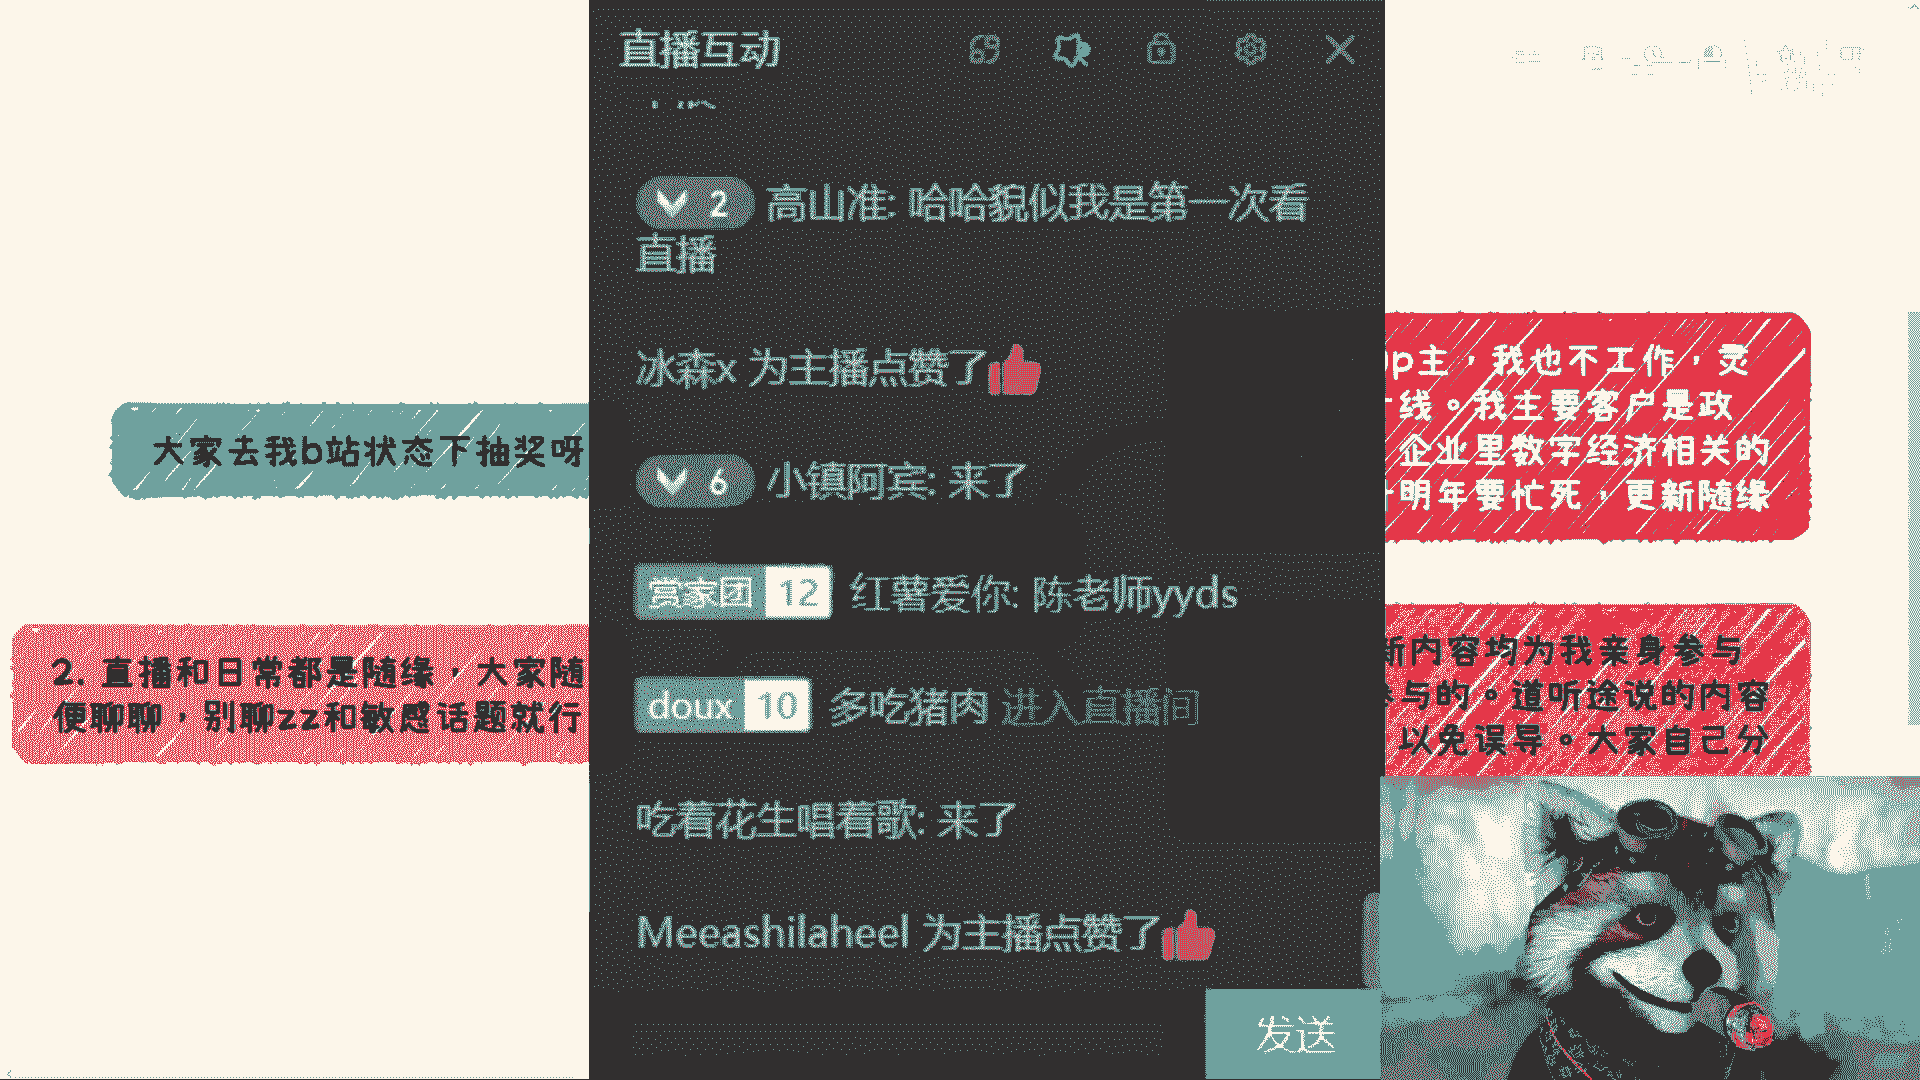 直播互动
2 高山准: 哈哈貌似我是第一次看
直播
冰森x 为主播点赞了
6 小镇阿宾: 来了
赏家团 12 红薯爱你: 陈老师yyds
doux 10 多吃猪肉 进入直播间
吃着花生唱着歌: 来了
Meeashilaheel 为主播点赞了
发送
大家去我b站状态下抽奖呀
2. 直播和日常都是随缘，大家随
便聊聊，别聊zz和敏感话题就行
p主，我也不工作，灵
线。我主要客户是政
企业里数字经济相关的
明年要忙死，更新随缘
新内容均为我亲身参与
参与的。道听途说的内容
以免误导。大家自己分